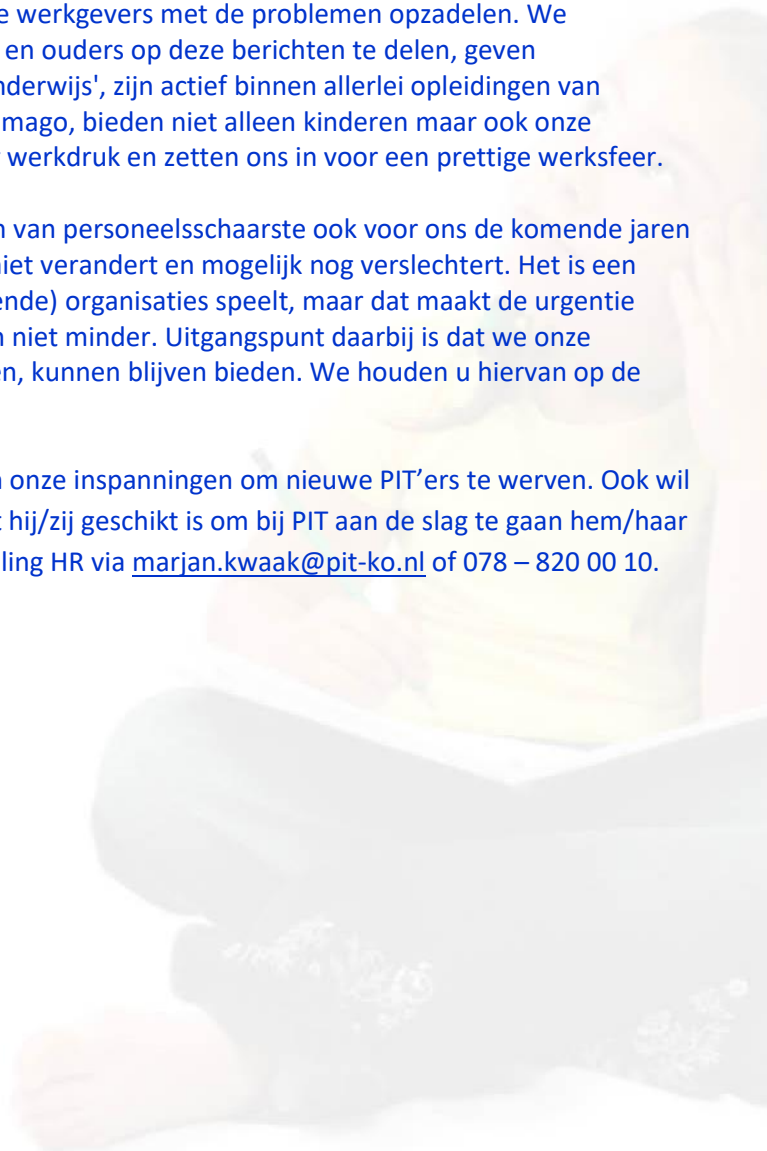 e werkgevers met de problemen opzadelen. We
en ouders op deze berichten te delen, geven
nderwijs', zijn actief binnen allerlei opleidingen van
mago, bieden niet alleen kinderen maar ook onze
werkdruk en zetten ons in voor een prettige werksfeer.
n van personeelsschaarste ook voor ons de komende jaren
niet verandert en mogelijk nog verslechtert. Het is een
ende) organisaties speelt, maar dat maakt de urgentie
n niet minder. Uitgangspunt daarbij is dat we onze
en, kunnen blijven bieden. We houden u hiervan op de
n onze inspanningen om nieuwe PIT’ers te werven. Ook wil
t hij/zij geschikt is om bij PIT aan de slag te gaan hem/haar
ling HR via marjan.kwaak@pit-ko.nl of 078 – 820 00 10.